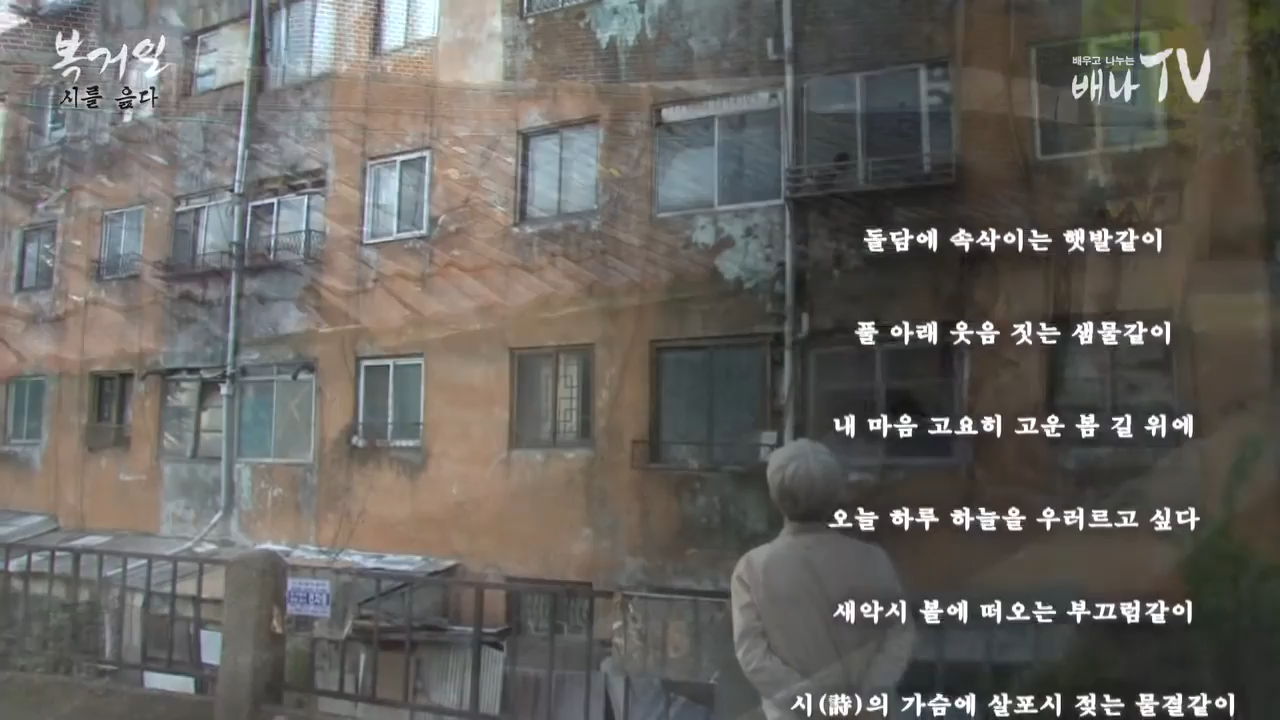 복거일
시를 읊다
배우고 나누는
배나TV
돌담에 속삭이는 햇발같이
풀 아래 웃음 짓는 샘물같이
내 마음 고요히 고운 봄 길 위에
오늘 하루 하늘을 우러르고 싶다
새악시 볼에 떠오는 부끄럼같이
시(詩)의 가슴에 살포시 젖는 물결같이